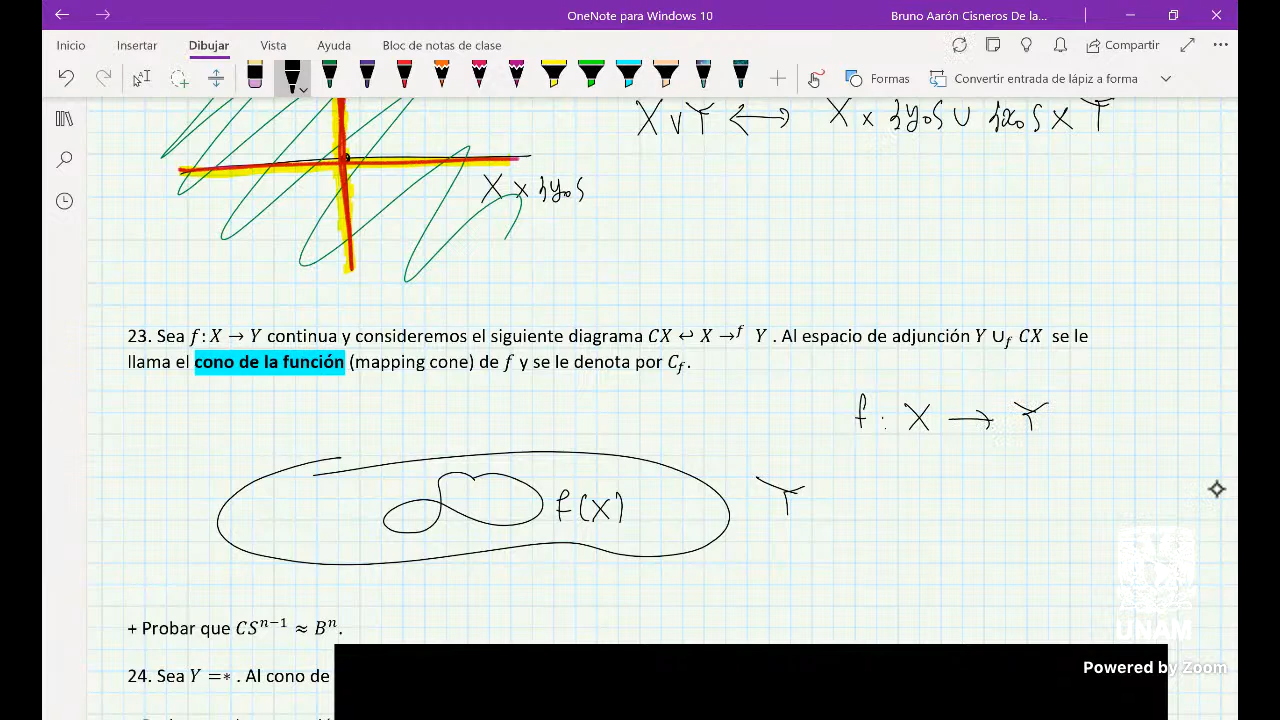 OneNote para Windows 10
Bruno Aarón Cisneros De la...
Inicio Insertar Dibujar Vista Ayuda Bloc de notas de clase
Compartir
Formas
Convertir entrada de lápiz a forma
X ∨ Y ⟷ X × {y₀} ∪ {x₀} × Y
X × {y₀}
23. Sea f: X → Y continua y consideremos el siguiente diagrama CX ↩ X →ᶠ Y . Al espacio de adjunción Y ∪_f CX se le
llama el cono de la función (mapping cone) de f y se le denota por C_f.
f : X ⟶ Y
f(X)
Y
+ Probar que CSⁿ⁻¹ ≈ Bⁿ.
UNAM
Powered by Zoom
24. Sea Y =∗ . Al cono de